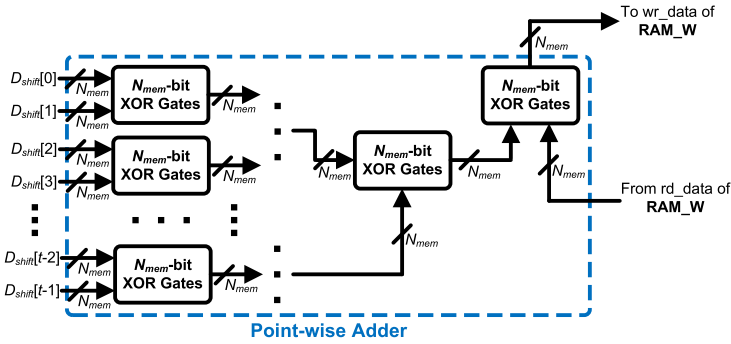 To wr_data of
RAM_W
N_mem
D_shift[0]
N_mem
N_mem-bit
XOR Gates
N_mem
D_shift[1]
N_mem
N_mem-bit
XOR Gates
D_shift[2]
N_mem
N_mem-bit
XOR Gates
N_mem
D_shift[3]
N_mem
N_mem
N_mem-bit
XOR Gates
N_mem
N_mem
From rd_data of
RAM_W
N_mem
D_shift[t-2]
N_mem
N_mem-bit
XOR Gates
N_mem
D_shift[t-1]
N_mem
Point-wise Adder